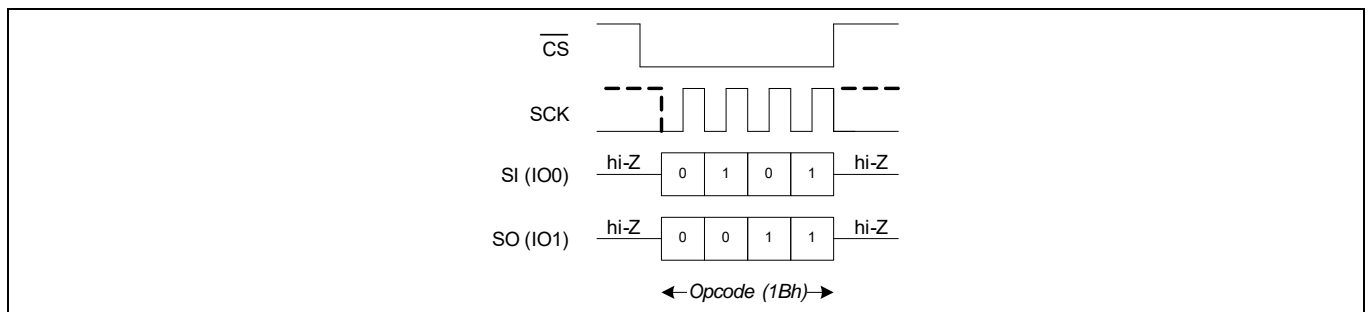 CS
SCK
SI (IO0) hi-Z 0 1 0 1 hi-Z
SO (IO1) hi-Z 0 0 1 1 hi-Z
Opcode (1Bh)